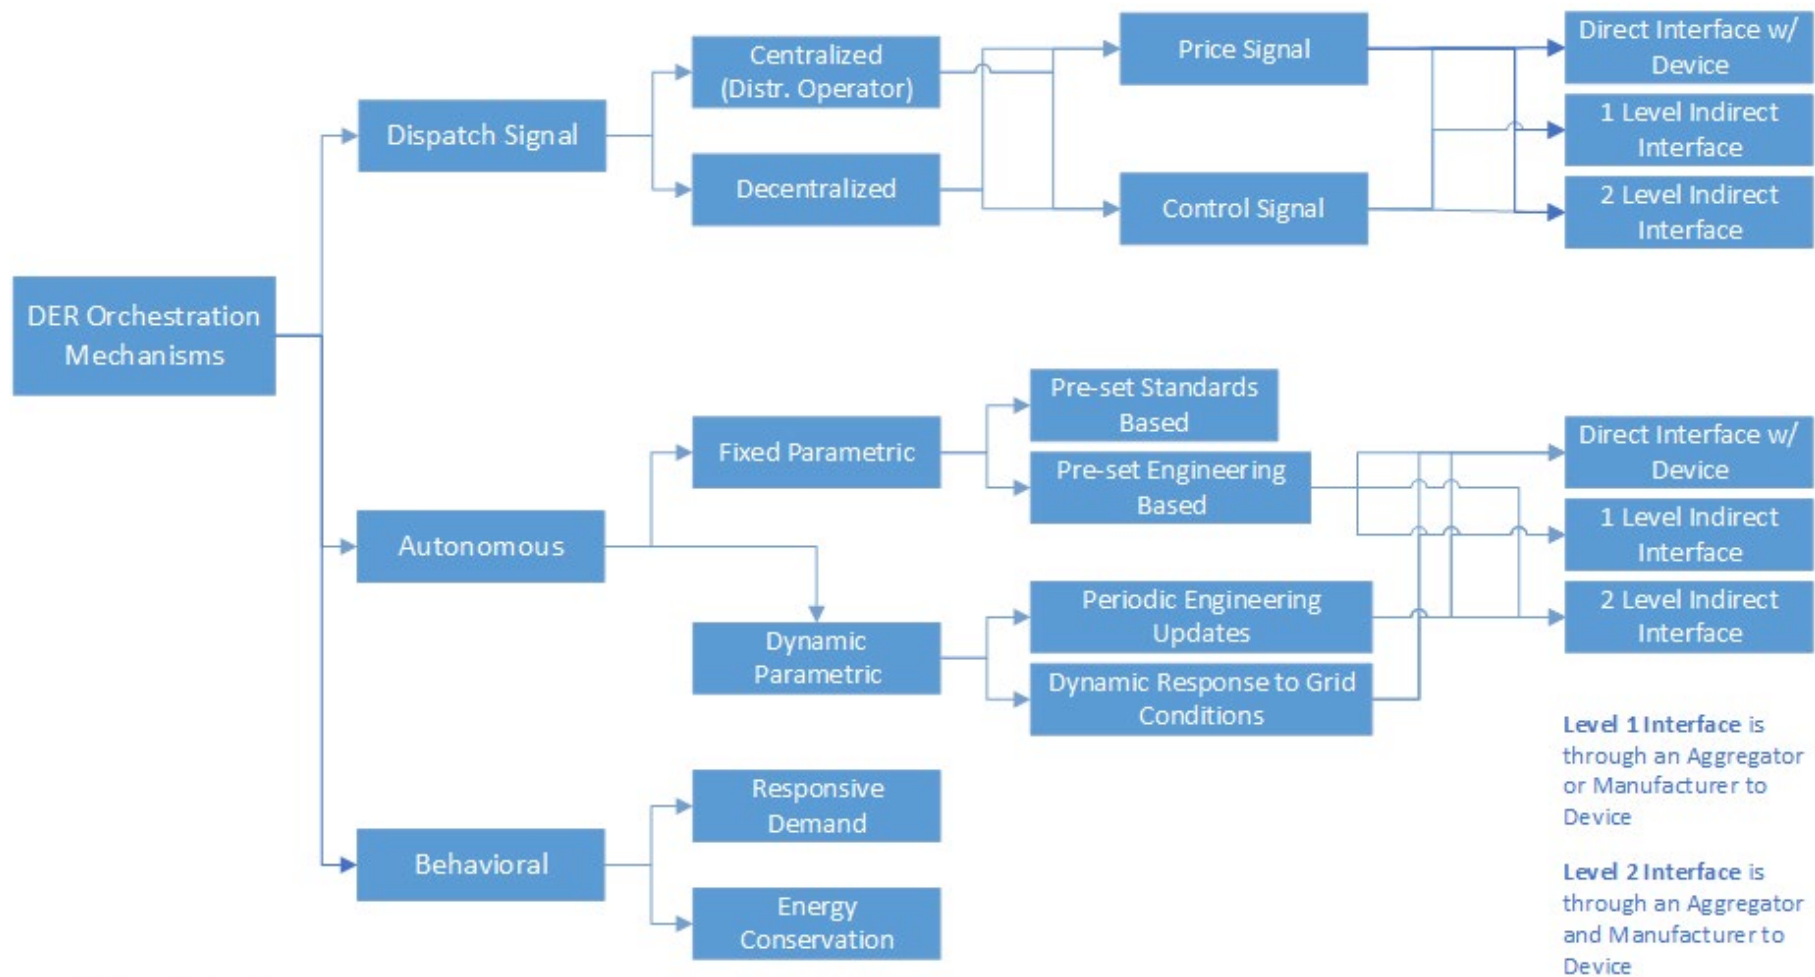 DER Orchestration
Mechanisms
Dispatch Signal
Centralized
(Distr. Operator)
Decentralized
Price Signal
Control Signal
Direct Interface w/
Device
1 Level Indirect
Interface
2 Level Indirect
Interface
Autonomous
Fixed Parametric
Pre-set Standards
Based
Pre-set Engineering
Based
Dynamic
Parametric
Periodic Engineering
Updates
Dynamic Response to Grid
Conditions
Direct Interface w/
Device
1 Level Indirect
Interface
2 Level Indirect
Interface
Behavioral
Responsive
Demand
Energy
Conservation
Level 1 Interface is
through an Aggregator
or Manufacturer to
Device
Level 2 Interface is
through an Aggregator
and Manufacturer to
Device